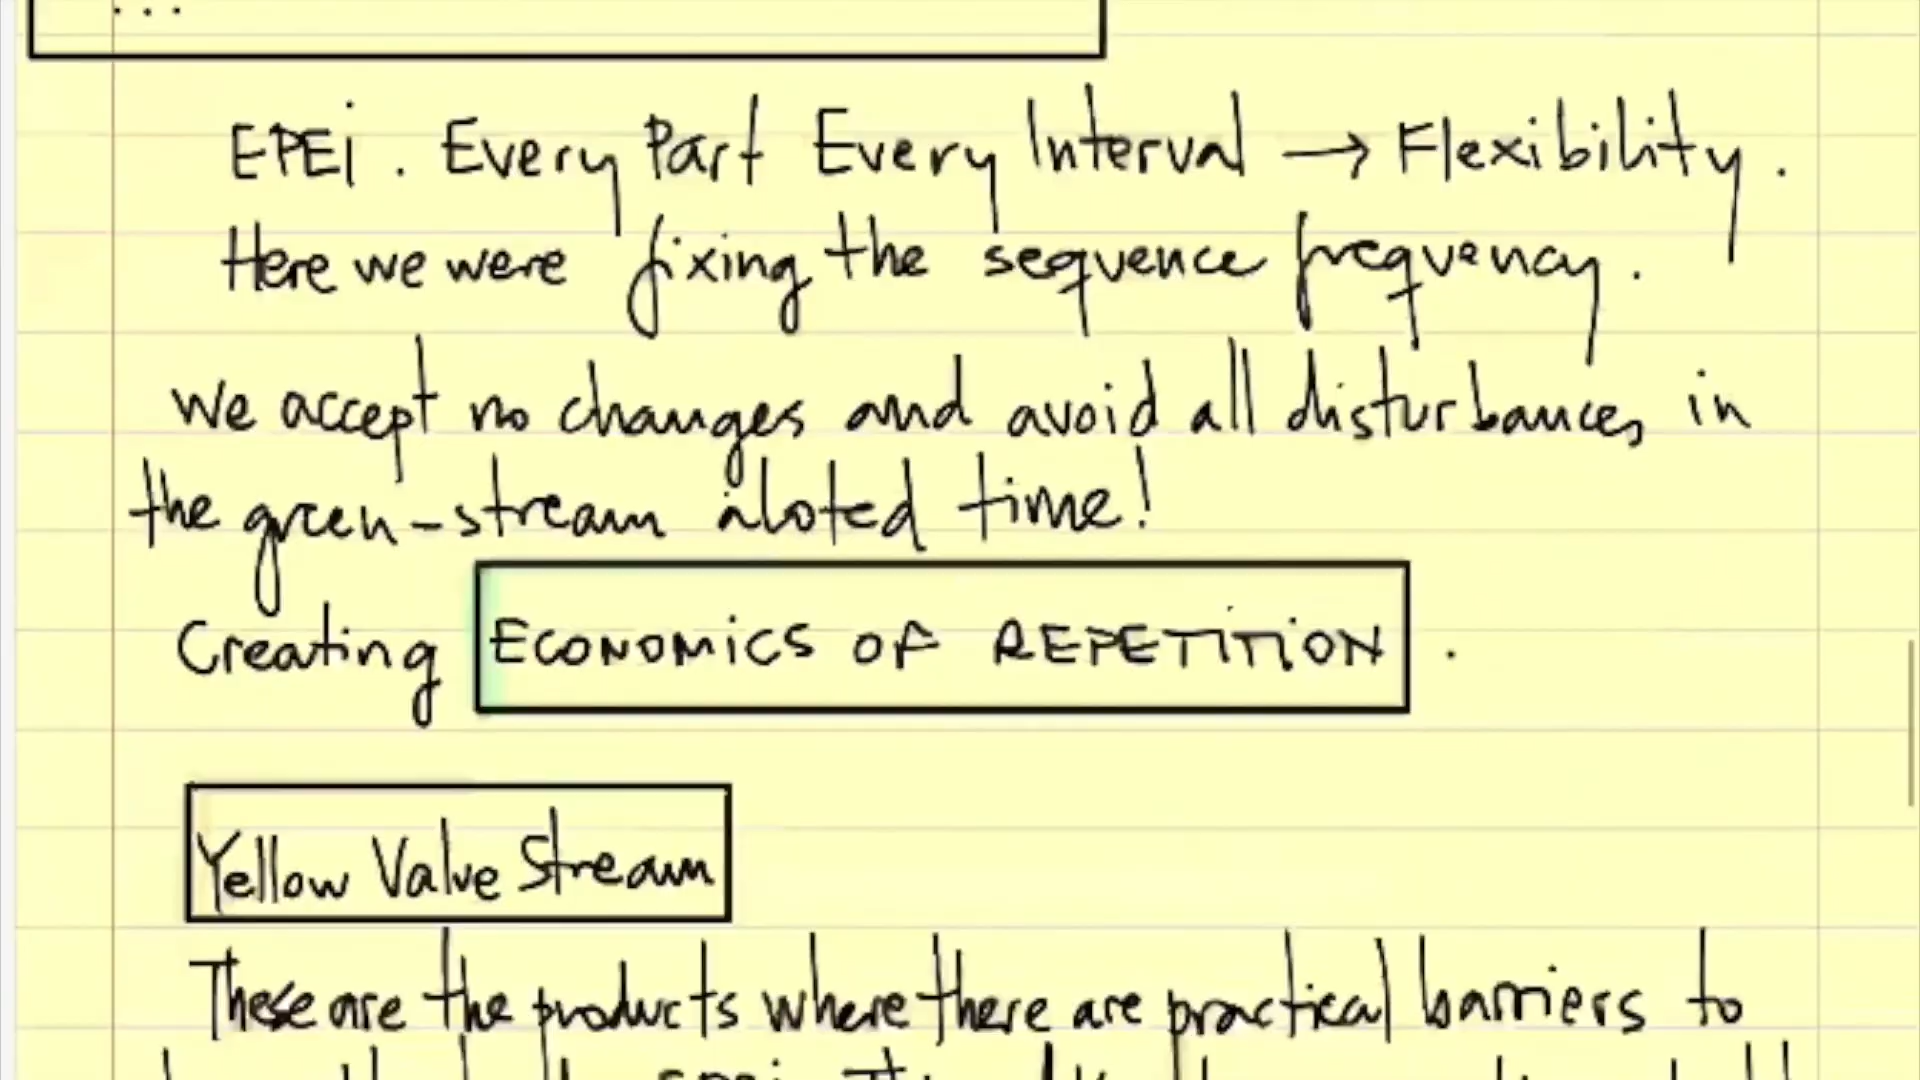 ...
EPEi. Every Part Every Interval → Flexibility.
Here we were fixing the sequence frequency.
We accept no changes and avoid all disturbances in
the green-stream aloted time!
Creating ECONOMICS OF REPETITION.
Yellow Value Stream
These are the products where there are practical barriers to